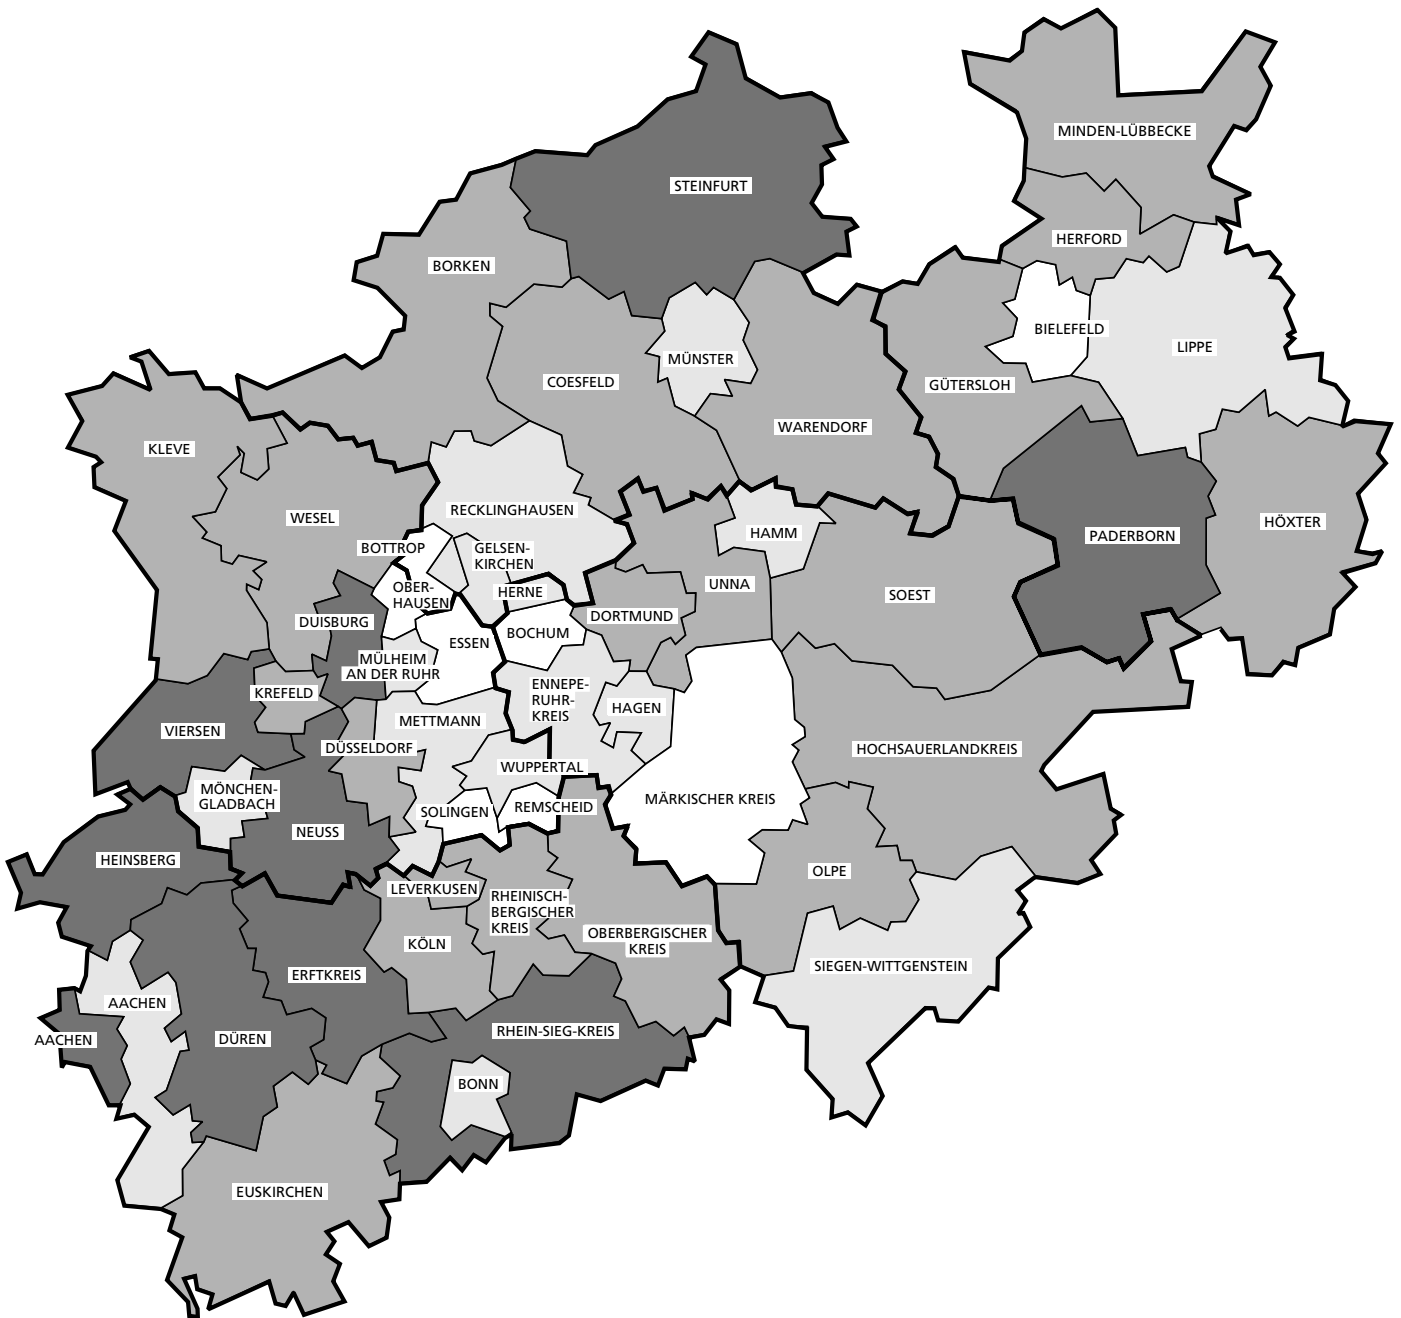 MINDEN-LÜBBECKE
STEINFURT
HERFORD
BORKEN
BIELEFELD
LIPPE
MÜNSTER
COESFELD
GÜTERSLOH
WARENDORF
KLEVE
RECKLINGHAUSEN
WESEL
HÖXTER
HAMM
PADERBORN
BOTTROP
GELSEN-
KIRCHEN
UNNA
OBER-
HAUSEN
HERNE
SOEST
DORTMUND
DUISBURG
BOCHUM
ESSEN
MÜLHEIM
AN DER RUHR
KREFELD
ENNEPE-
RUHR-
KREIS
HAGEN
METTMANN
VIERSEN
DÜSSELDORF
HOCHSAUERLANDKREIS
WUPPERTAL
MÖNCHEN-
GLADBACH
MÄRKISCHER KREIS
REMSCHEID
SOLINGEN
NEUSS
HEINSBERG
OLPE
LEVERKUSEN
RHEINISCH-
BERGISCHER
KREIS
OBERBERGISCHER
KREIS
KÖLN
SIEGEN-WITTGENSTEIN
ERFTKREIS
AACHEN
RHEIN-SIEG-KREIS
AACHEN
DÜREN
BONN
EUSKIRCHEN